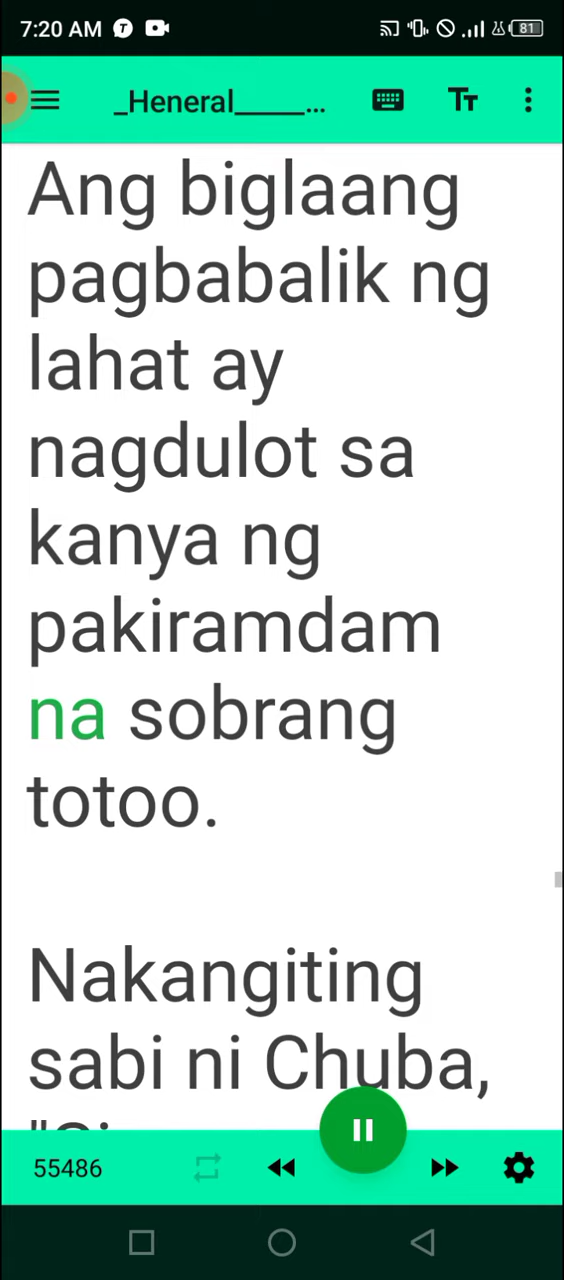 7:20 AM
81
_Heneral_____...
Ang biglaang
pagbabalik ng
lahat ay
nagdulot sa
kanya ng
pakiramdam
na sobrang
totoo.
Nakangiting
sabi ni Chuba,
55486